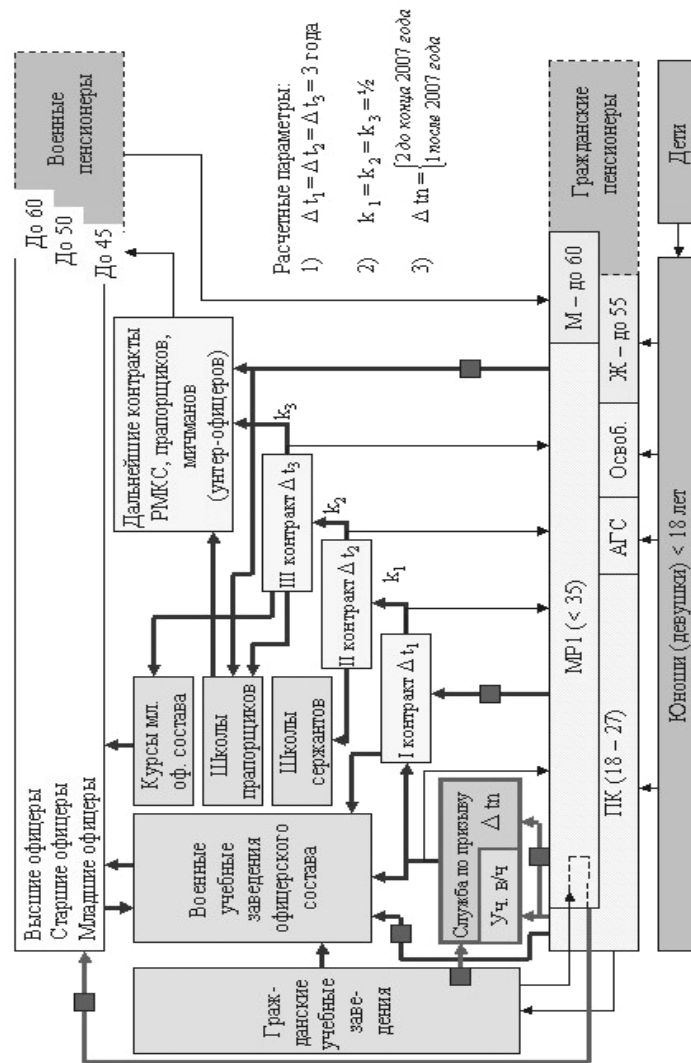 Высшие офицеры
Старшие офицеры
Младшие офицеры
До 60
До 50
До 45
Военные
пенсионеры
Граж-
данские
учебные
заве-
дения
Военные
учебные
заведения
офицерского
состава
Курсы мл.
оф. состава
Школы
прапорщиков
Школы
сержантов
Дальнейшие контракты
РМКС, прапорщиков,
мичманов
(унтер-офицеров)
Расчетные параметры:
1) Δ t₁ = Δ t₂ = Δ t₃ = 3 года
2) k₁ = k₂ = k₃ = ½
3) Δ tn = { 2 до конца 2007 года
1 после 2007 года
k₃
III контракт Δ t₃
k₂
II контракт Δ t₂
k₁
I контракт Δ t₁
Служба по призыву
Уч. в/ч
Δ tn
МР1 (< 35)
М – до 60
ПК (18 – 27)
АГС
Освоб.
Ж – до 55
Гражданские
пенсионеры
Юноши (девушки) < 18 лет
Дети